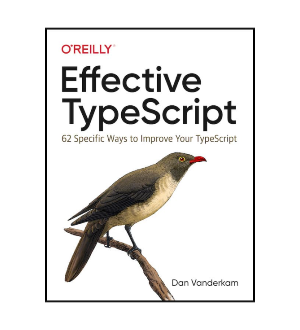 O'REILLY®
Effective
TypeScript
62 Specific Ways to Improve Your TypeScript
Dan Vanderkam